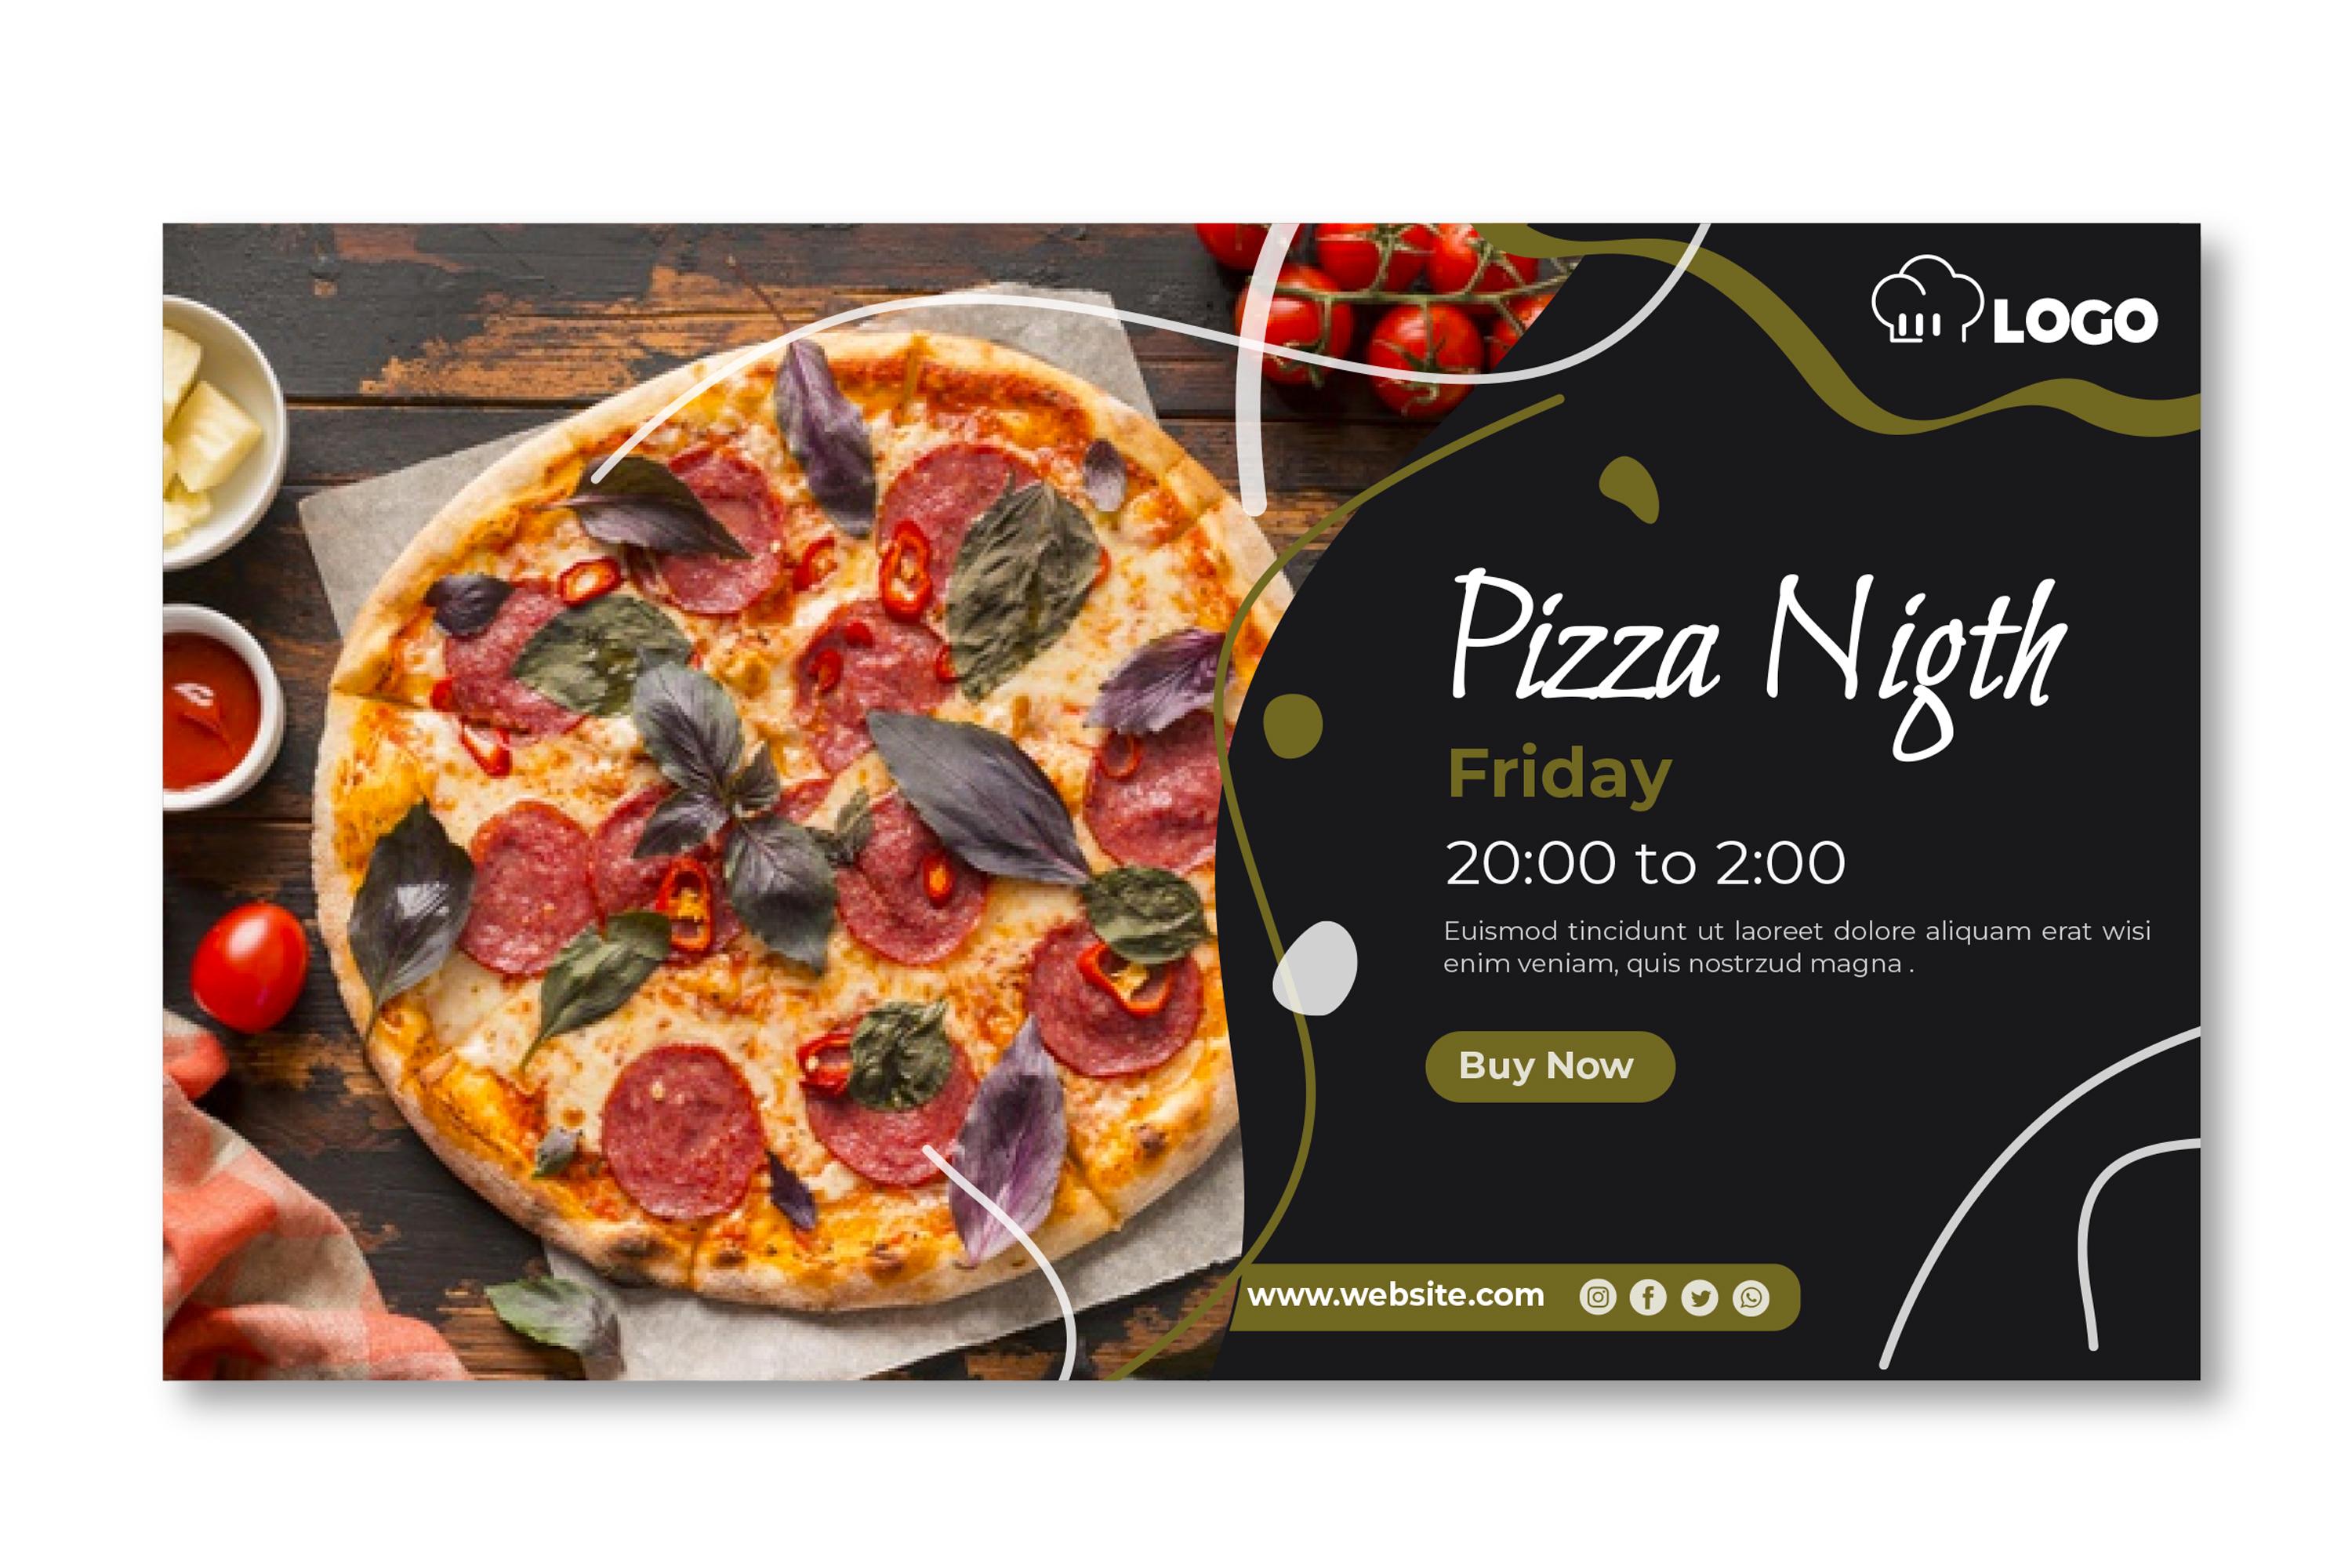 LOGO
Pizza Nigth
Friday
20:00 to 2:00
Euismod tincidunt ut laoreet dolore aliquam erat wisi
enim veniam, quis nostrzud magna .
Buy Now
www.website.com